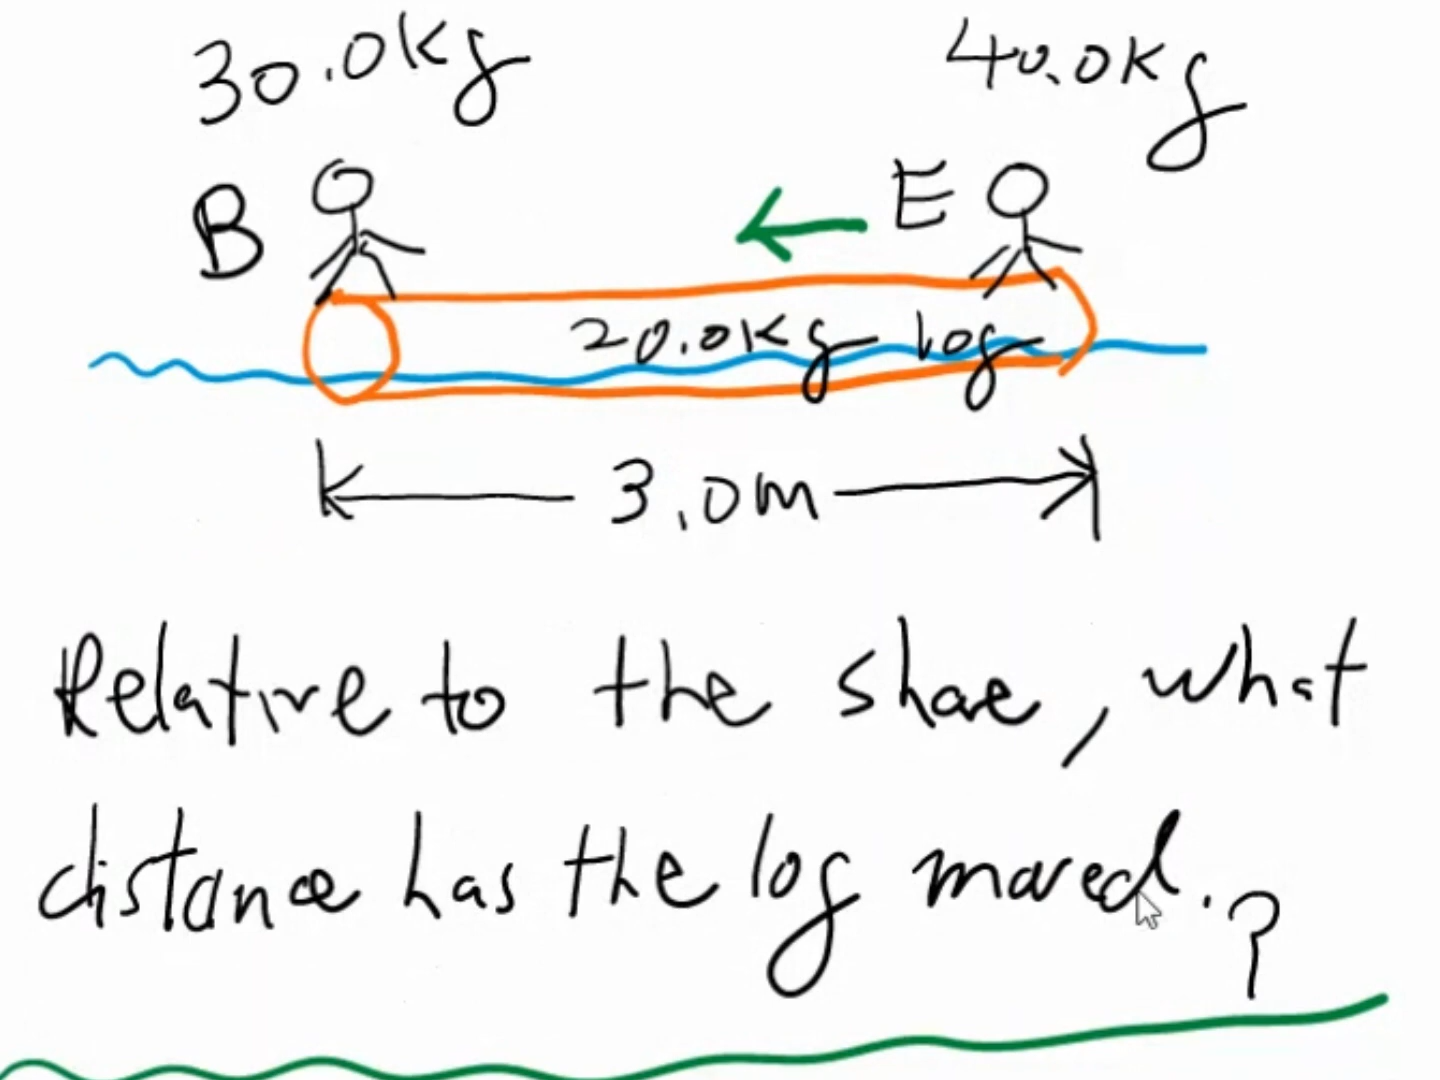 30.0kg 40.0kg
B E
20.0kg log
3.0m
Relative to the shore, what
distance has the log moved.?